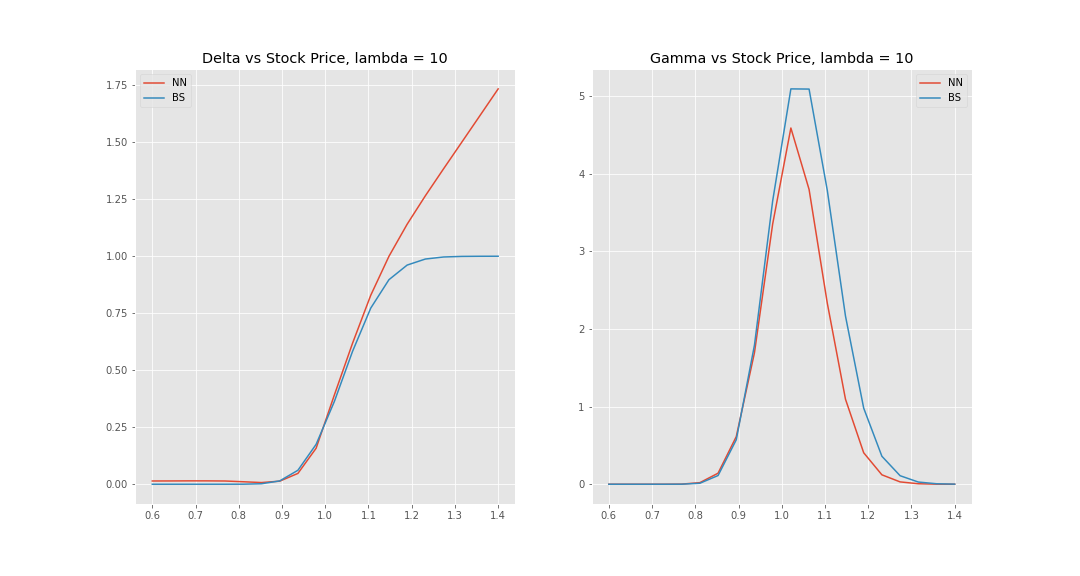 Delta vs Stock Price, lambda = 10
NN
BS
1.75
1.50
1.25
1.00
0.75
0.50
0.25
0.00
0.6 0.7 0.8 0.9 1.0 1.1 1.2 1.3 1.4
Gamma vs Stock Price, lambda = 10
NN
BS
5
4
3
2
1
0
0.6 0.7 0.8 0.9 1.0 1.1 1.2 1.3 1.4